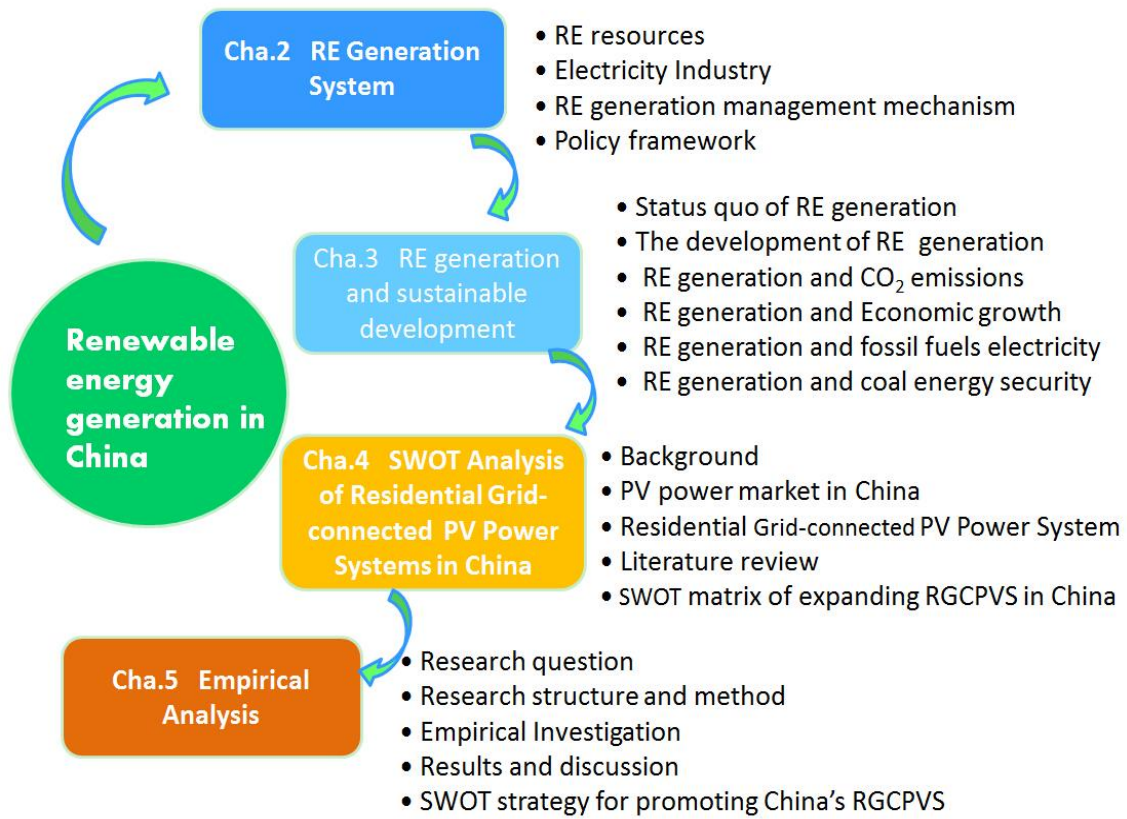 Cha.2 RE Generation
System
• RE resources
• Electricity Industry
• RE generation management mechanism
• Policy framework
Cha.3 RE generation
and sustainable
development
• Status quo of RE generation
• The development of RE generation
• RE generation and CO₂ emissions
• RE generation and Economic growth
• RE generation and fossil fuels electricity
• RE generation and coal energy security
Renewable
energy
generation in
China
Cha.4 SWOT Analysis
of Residential Grid-
connected PV Power
Systems in China
• Background
• PV power market in China
• Residential Grid-connected PV Power System
• Literature review
• SWOT matrix of expanding RGCPVS in China
Cha.5 Empirical
Analysis
• Research question
• Research structure and method
• Empirical Investigation
• Results and discussion
• SWOT strategy for promoting China's RGCPVS